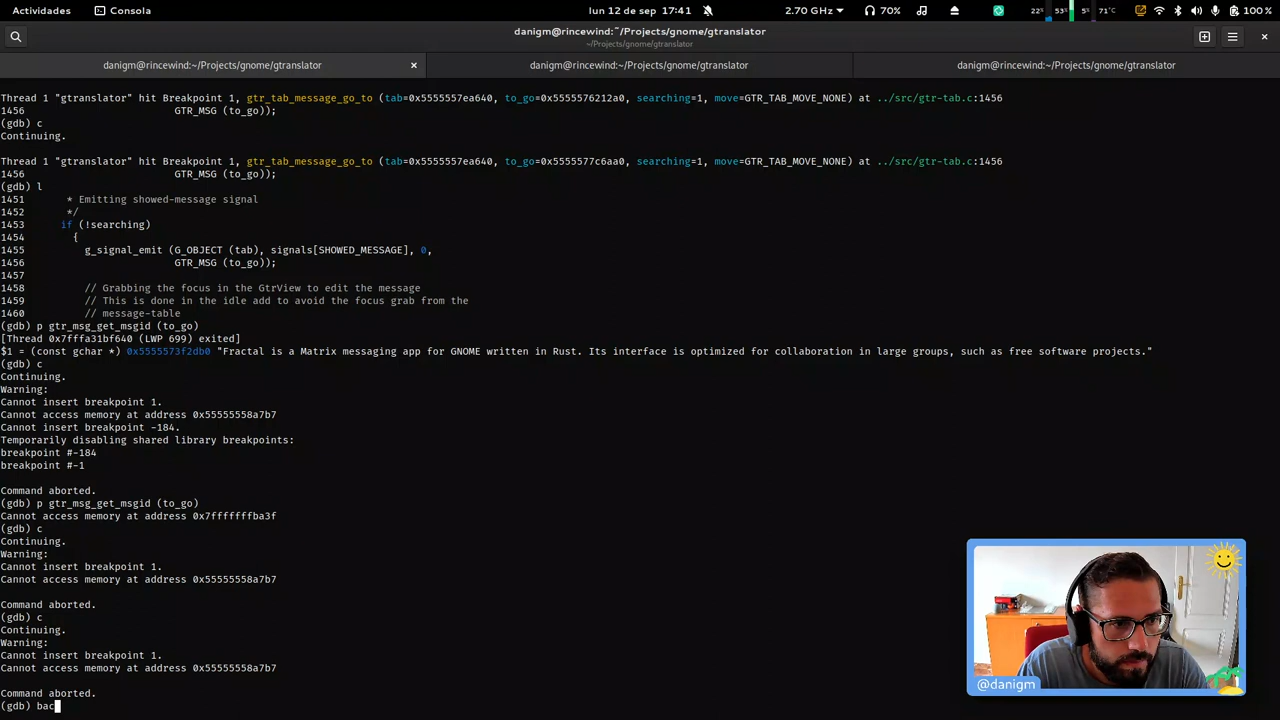 Actividades
Consola
lun 12 de sep 17:41
2.70 GHz
70%
22%
53%
5%
71°C
100 %
danigm@rincewind:~/Projects/gnome/gtranslator
~/Projects/gnome/gtranslator
danigm@rincewind:~/Projects/gnome/gtranslator
danigm@rincewind:~/Projects/gnome/gtranslator
danigm@rincewind:~/Projects/gnome/gtranslator
Thread 1 "gtranslator" hit Breakpoint 1, gtr_tab_message_go_to (tab=0x5555557ea640, to_go=0x5555576212a0, searching=1, move=GTR_TAB_MOVE_NONE) at ../src/gtr-tab.c:1456
1456 GTR_MSG (to_go));
(gdb) c
Continuing.
Thread 1 "gtranslator" hit Breakpoint 1, gtr_tab_message_go_to (tab=0x5555557ea640, to_go=0x5555577c6aa0, searching=1, move=GTR_TAB_MOVE_NONE) at ../src/gtr-tab.c:1456
1456 GTR_MSG (to_go));
(gdb) l
1451 * Emitting showed-message signal
1452 */
1453 if (!searching)
1454 {
1455 g_signal_emit (G_OBJECT (tab), signals[SHOWED_MESSAGE], 0,
1456 GTR_MSG (to_go));
1457
1458 // Grabbing the focus in the GtrView to edit the message
1459 // This is done in the idle add to avoid the focus grab from the
1460 // message-table
(gdb) p gtr_msg_get_msgid (to_go)
[Thread 0x7fffa31bf640 (LWP 699) exited]
$1 = (const gchar *) 0x5555573f2db0 "Fractal is a Matrix messaging app for GNOME written in Rust. Its interface is optimized for collaboration in large groups, such as free software projects."
(gdb) c
Continuing.
Warning:
Cannot insert breakpoint 1.
Cannot access memory at address 0x55555558a7b7
Cannot insert breakpoint -184.
Temporarily disabling shared library breakpoints:
breakpoint #-184
breakpoint #-1
Command aborted.
(gdb) p gtr_msg_get_msgid (to_go)
Cannot access memory at address 0x7fffffffba3f
(gdb) c
Continuing.
Warning:
Cannot insert breakpoint 1.
Cannot access memory at address 0x55555558a7b7
Command aborted.
(gdb) c
Continuing.
Warning:
Cannot insert breakpoint 1.
Cannot access memory at address 0x55555558a7b7
Command aborted.
(gdb) bac
@danigm